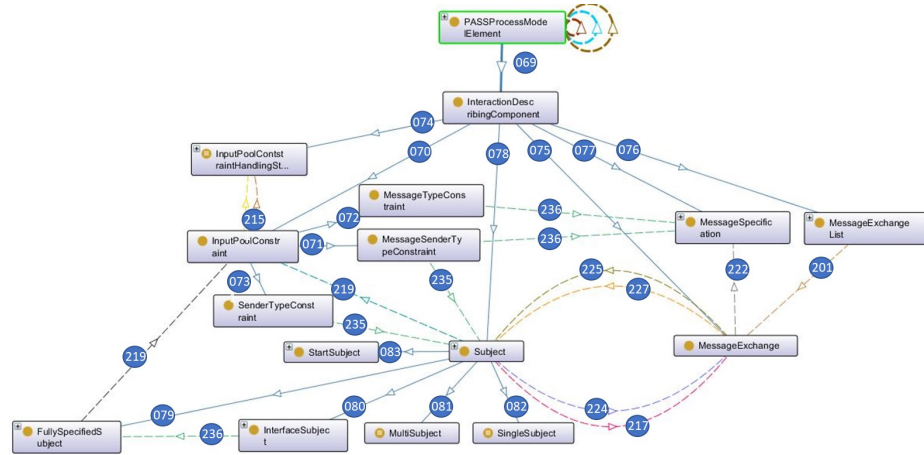 PASSProcessMode
lElement
069
InteractionDesc
ribingComponent
074
070
078
075
077
076
InputPoolContst
raintHandlingSt...
MessageTypeCons
traint
236
215
072
MessageSpecific
ation
MessageExchange
List
InputPoolConstr
aint
071
MessageSenderTy
peConstraint
236
073
219
235
225
222
201
227
SenderTypeConst
raint
235
219
StartSubject
083
Subject
MessageExchange
079
080
081
082
224
217
FullySpecifiedS
ubject
236
InterfaceSubjec
t
MultiSubject
SingleSubject